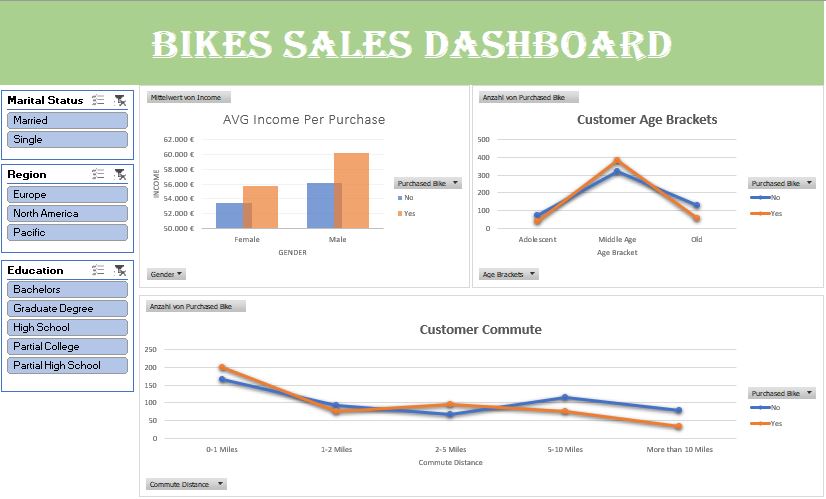 BIKES SALES DASHBOARD
Marital Status
Married
Single
Region
Europe
North America
Pacific
Education
Bachelors
Graduate Degree
High School
Partial College
Partial High School
Mittelwert von Income
AVG Income Per Purchase
62.000 €
60.000 €
58.000 €
56.000 €
54.000 €
52.000 €
50.000 €
INCOME
Female
Male
GENDER
Purchased Bike
No
Yes
Gender
Anzahl von Purchased Bike
Customer Age Brackets
500
400
300
200
100
0
Adolescent
Middle Age
Old
Age Bracket
Purchased Bike
No
Yes
Age Brackets
Anzahl von Purchased Bike
Customer Commute
250
200
150
100
50
0
0-1 Miles
1-2 Miles
2-5 Miles
5-10 Miles
More than 10 Miles
Commute Distance
Purchased Bike
No
Yes
Commute Distance